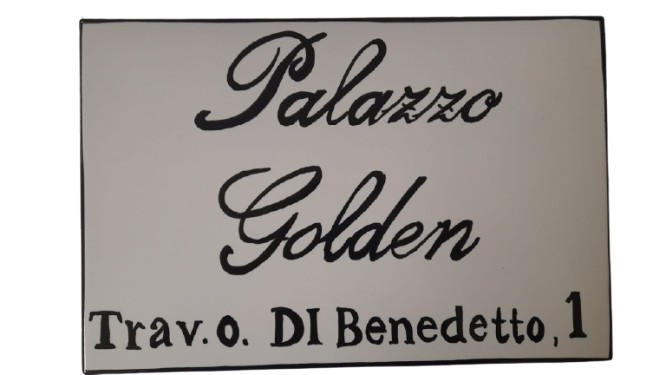 Palazzo
Golden
Trav.o. DI Benedetto, 1